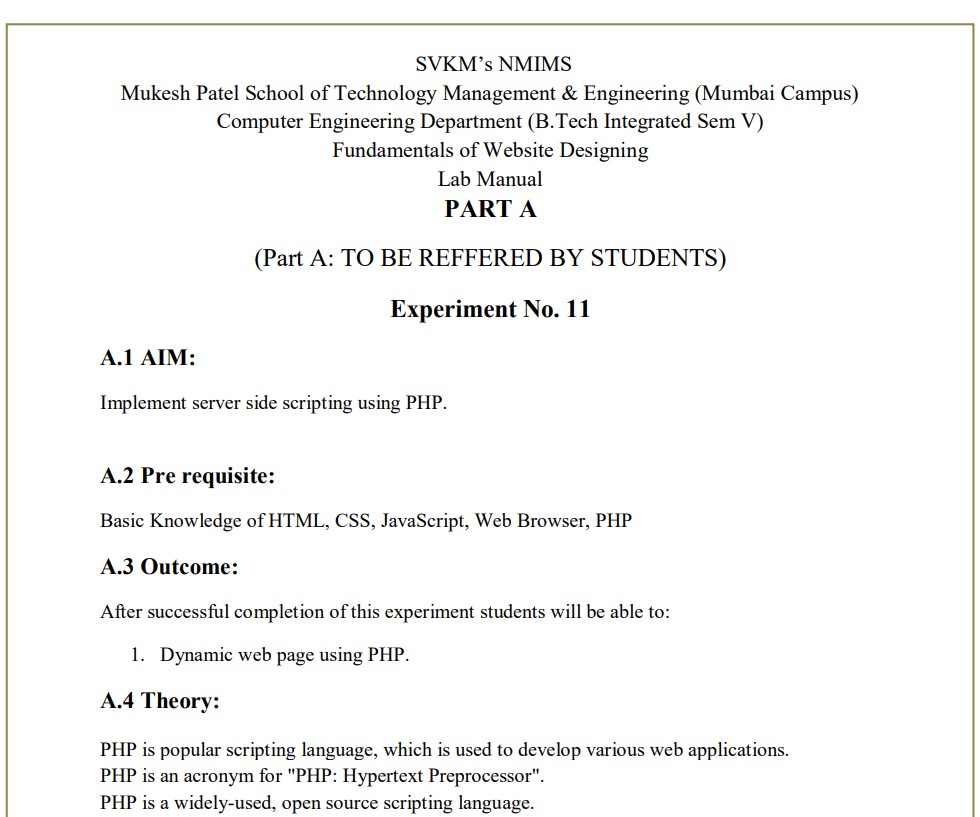 SVKM’s NMIMS
Mukesh Patel School of Technology Management & Engineering (Mumbai Campus)
Computer Engineering Department (B.Tech Integrated Sem V)
Fundamentals of Website Designing
Lab Manual
PART A
(Part A: TO BE REFFERED BY STUDENTS)
Experiment No. 11
A.1 AIM:
Implement server side scripting using PHP.
A.2 Pre requisite:
Basic Knowledge of HTML, CSS, JavaScript, Web Browser, PHP
A.3 Outcome:
After successful completion of this experiment students will be able to:
1. Dynamic web page using PHP.
A.4 Theory:
PHP is popular scripting language, which is used to develop various web applications.
PHP is an acronym for "PHP: Hypertext Preprocessor".
PHP is a widely-used, open source scripting language.